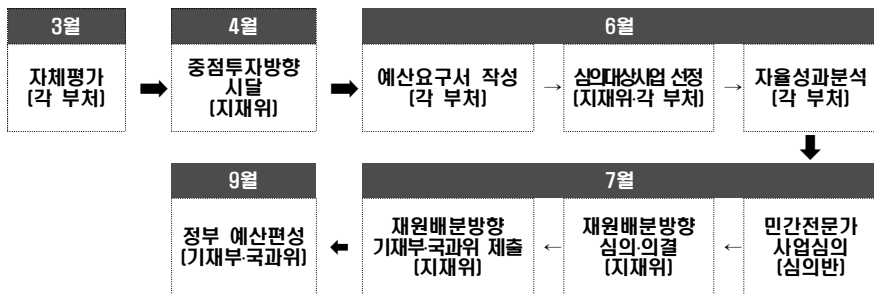 3월
자체평가
(각 부처)
4월
중점투자방향
시달
(지재위)
6월
예산요구서 작성
(각 부처)
→
심의대상사업 선정
(지재위·각 부처)
→
자율성과분석
(각 부처)
7월
민간전문가
사업심의
(심의반)
←
재원배분방향
심의·의결
(지재위)
←
재원배분방향
기재부·국과위 제출
(지재위)
9월
정부 예산편성
(기재부·국과위)